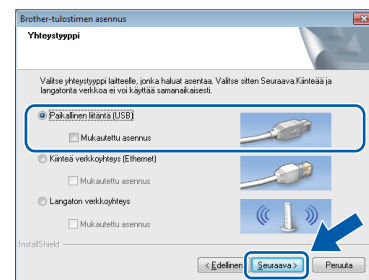 Brother-tulostimen asennus
Yhteystyyppi
Valitse yhteystyyppi laitteelle, jonka haluat asentaa. Valitse sitten Seuraava.Kiinteää ja
langatonta verkkoa ei voi käyttää samanaikaisesti.
Paikallinen liitäntä (USB)
Mukautettu asennus
Kiinteä verkkoyhteys (Ethernet)
Mukautettu asennus
Langaton verkkoyhteys
Mukautettu asennus
InstallShield
< Edellinen Seuraava > Peruuta